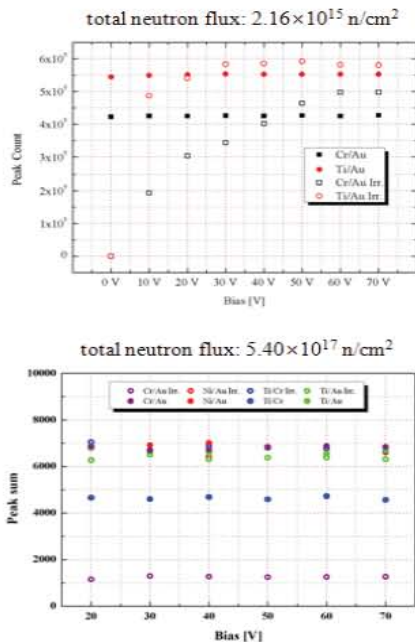 total neutron flux: 2.16×10¹⁵ n/cm²
6x10⁵
5x10⁵
4x10⁵
3x10⁵
2x10⁵
1x10⁵
0
Peak Count
Cr/Au
Ti/Au
Cr/Au Irr.
Ti/Au Irr.
0 V 10 V 20 V 30 V 40 V 50 V 60 V 70 V
Bias [V]
total neutron flux: 5.40×10¹⁷ n/cm²
10000
8000
6000
4000
2000
0
Peak sum
Cr/Au Irr. Ni/Au Irr. Ti/Cr Irr. Ti/Au Irr.
Cr/Au Ni/Au Ti/Cr Ti/Au
20 30 40 50 60 70
Bias [V]